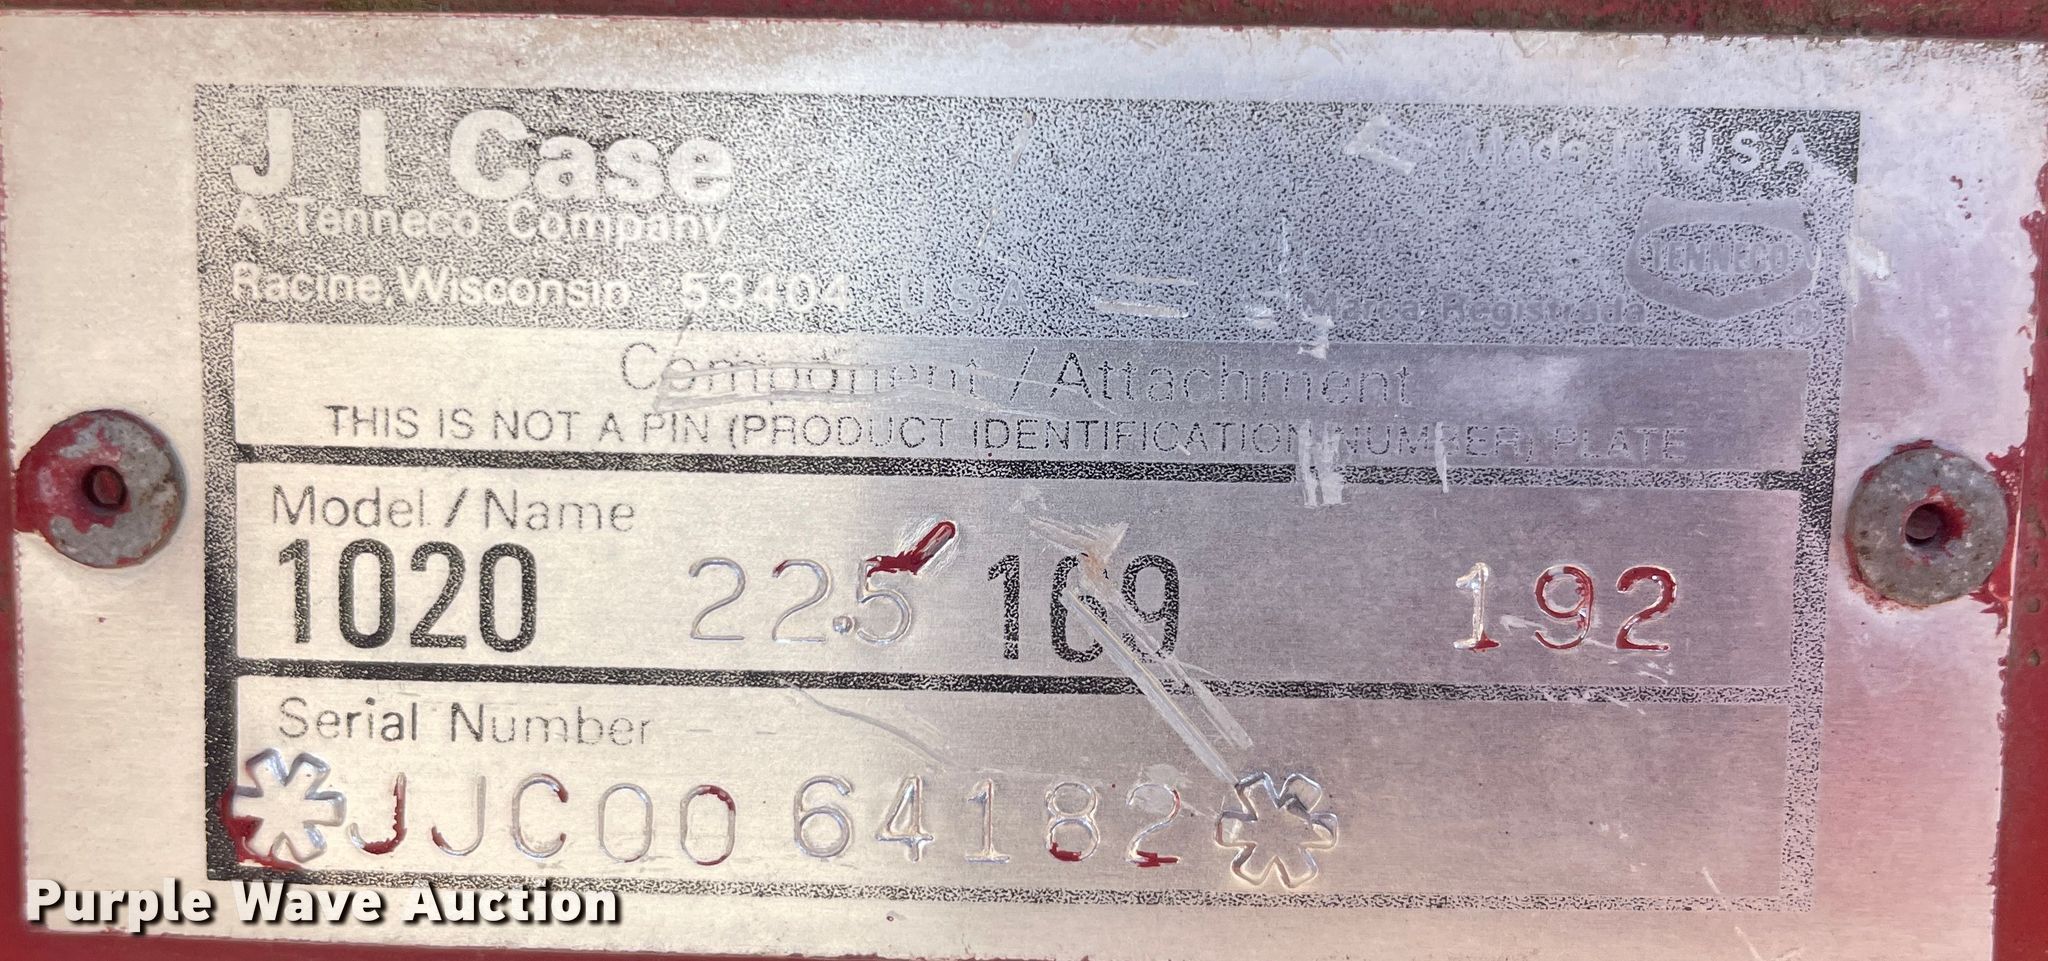 J I Case
Made In U S A
A Tenneco Company
TENNECO
Racine, Wisconsin 53404 U S A
Marca Registrada ®
Component / Attachment
THIS IS NOT A PIN (PRODUCT IDENTIFICATION NUMBER) PLATE
Model / Name
1020 22.5' 169 192
Serial Number
*JJC0064182*
Purple Wave Auction